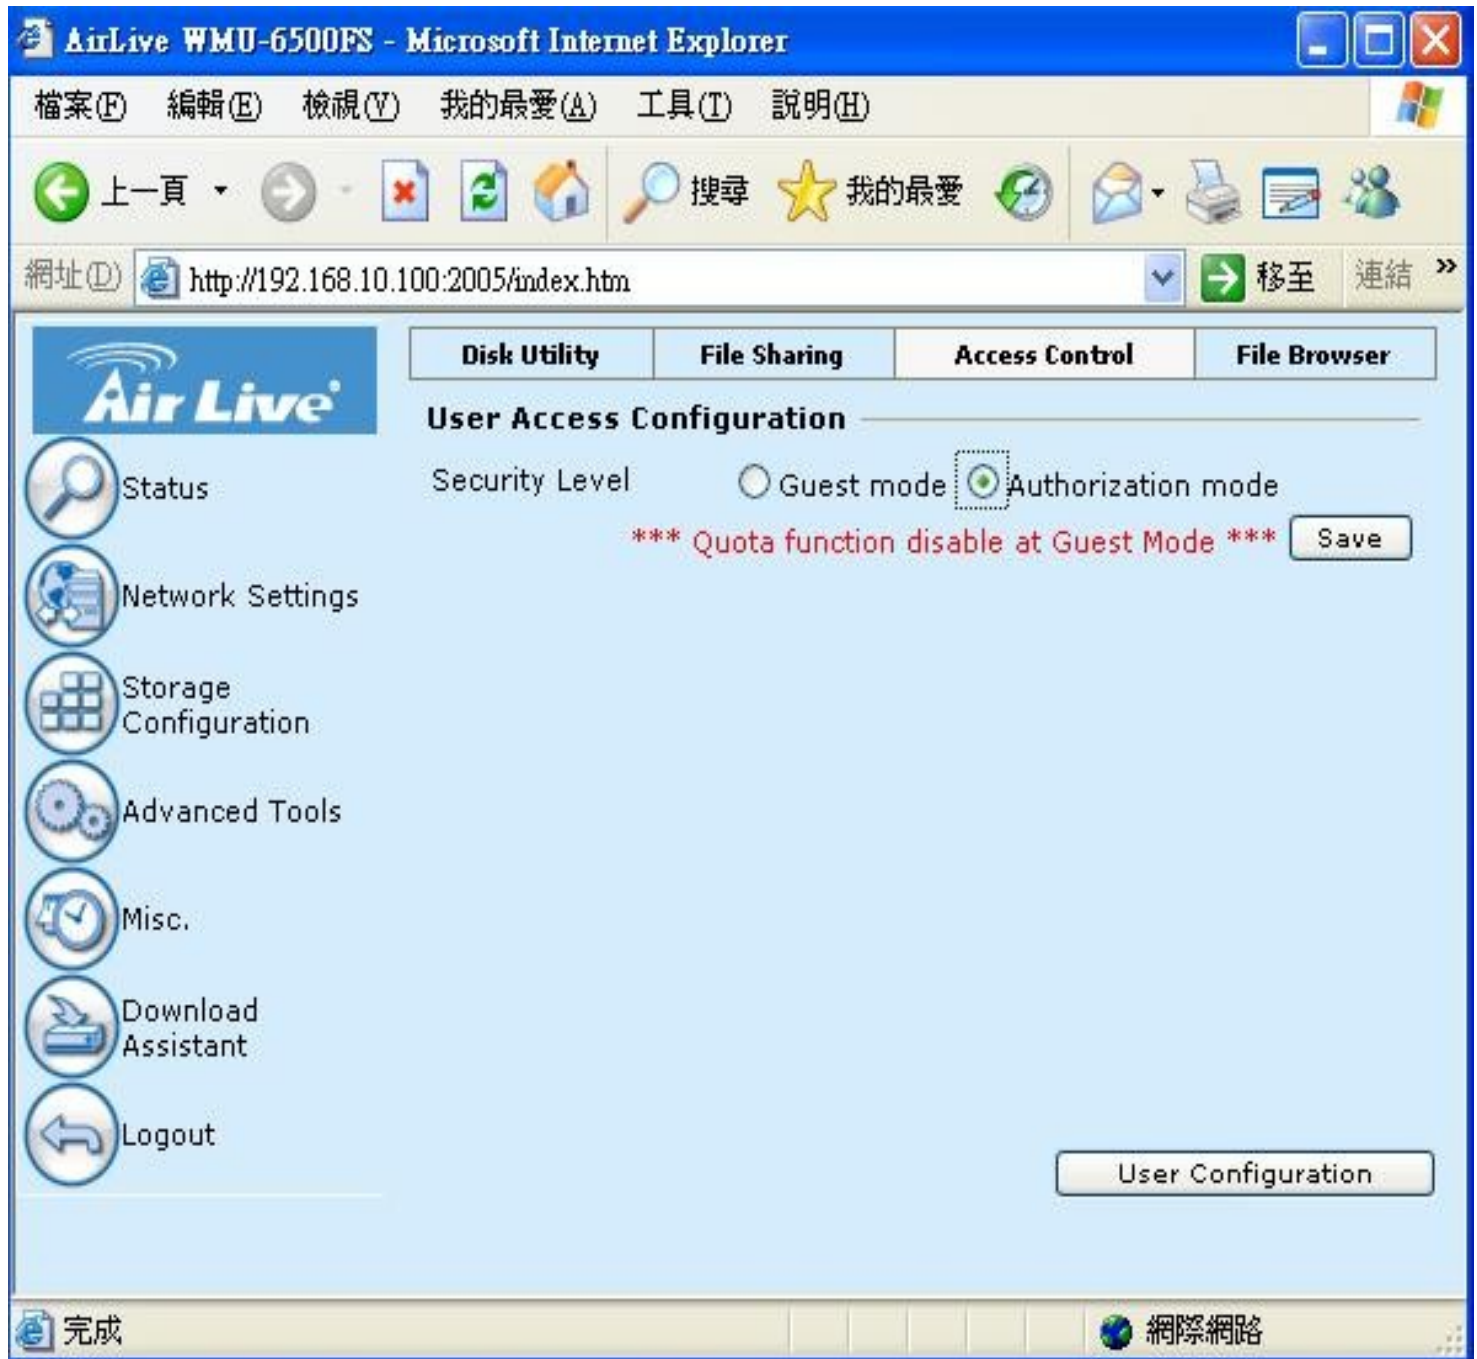 AirLive WMU-6500FS - Microsoft Internet Explorer
檔案(F) 編輯(E) 檢視(V) 我的最愛(A) 工具(T) 說明(H)
上一頁 搜尋 我的最愛
網址(D) http://192.168.10.100:2005/index.htm 移至 連結 »
Air Live®
Disk Utility File Sharing Access Control File Browser
User Access Configuration
Security Level Guest mode Authorization mode
*** Quota function disable at Guest Mode *** Save
Status
Network Settings
Storage
Configuration
Advanced Tools
Misc.
Download
Assistant
Logout
User Configuration
完成 網際網路